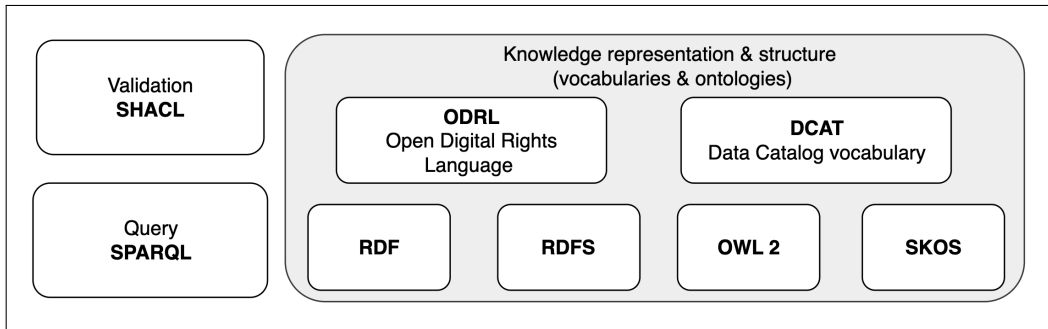 Validation
SHACL
Query
SPARQL
Knowledge representation & structure
(vocabularies & ontologies)
ODRL
Open Digital Rights
Language
DCAT
Data Catalog vocabulary
RDF
RDFS
OWL 2
SKOS